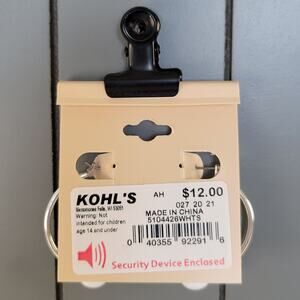 KOHL'S AH $12.00
Menomonee Falls, WI 53051 027 20 21
Warning: Not MADE IN CHINA
intended for children 5104426WHTS
age 14 and under
0 40355 92291 6
Security Device Enclosed